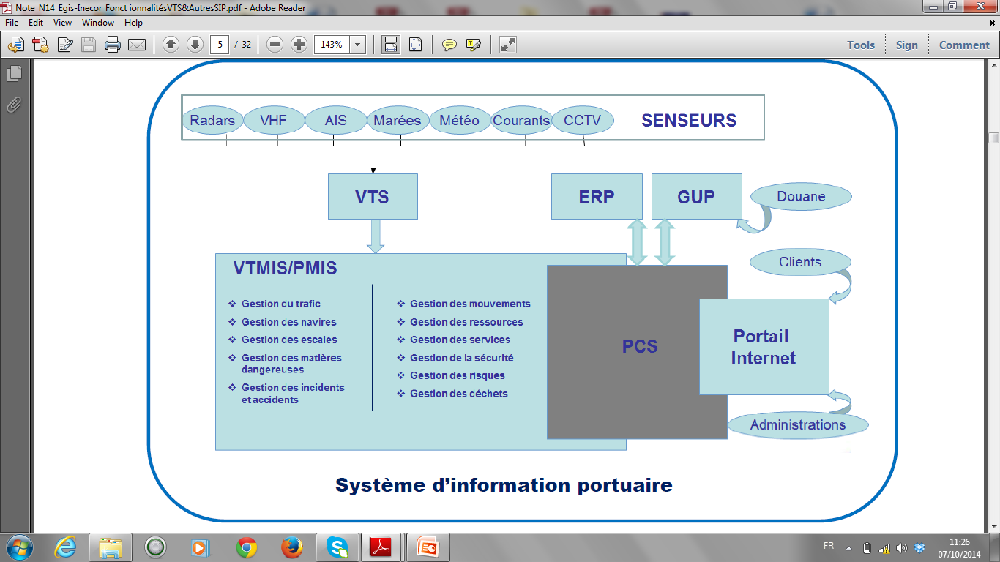 Note_N14_Egis-Inecor_Fonct ionnalitésVTS&AutresSIP.pdf - Adobe Reader
File Edit View Window Help
5 / 32 143% Tools Sign Comment
Radars VHF AIS Marées Météo Courants CCTV SENSEURS
VTS ERP GUP Douane
Clients
VTMIS/PMIS
❖ Gestion du trafic
❖ Gestion des navires
❖ Gestion des escales
❖ Gestion des matières
dangereuses
❖ Gestion des incidents
et accidents
❖ Gestion des mouvements
❖ Gestion des ressources
❖ Gestion des services
❖ Gestion de la sécurité
❖ Gestion des risques
❖ Gestion des déchets
PCS
Portail
Internet
Administrations
Système d’information portuaire
FR 11:26
07/10/2014